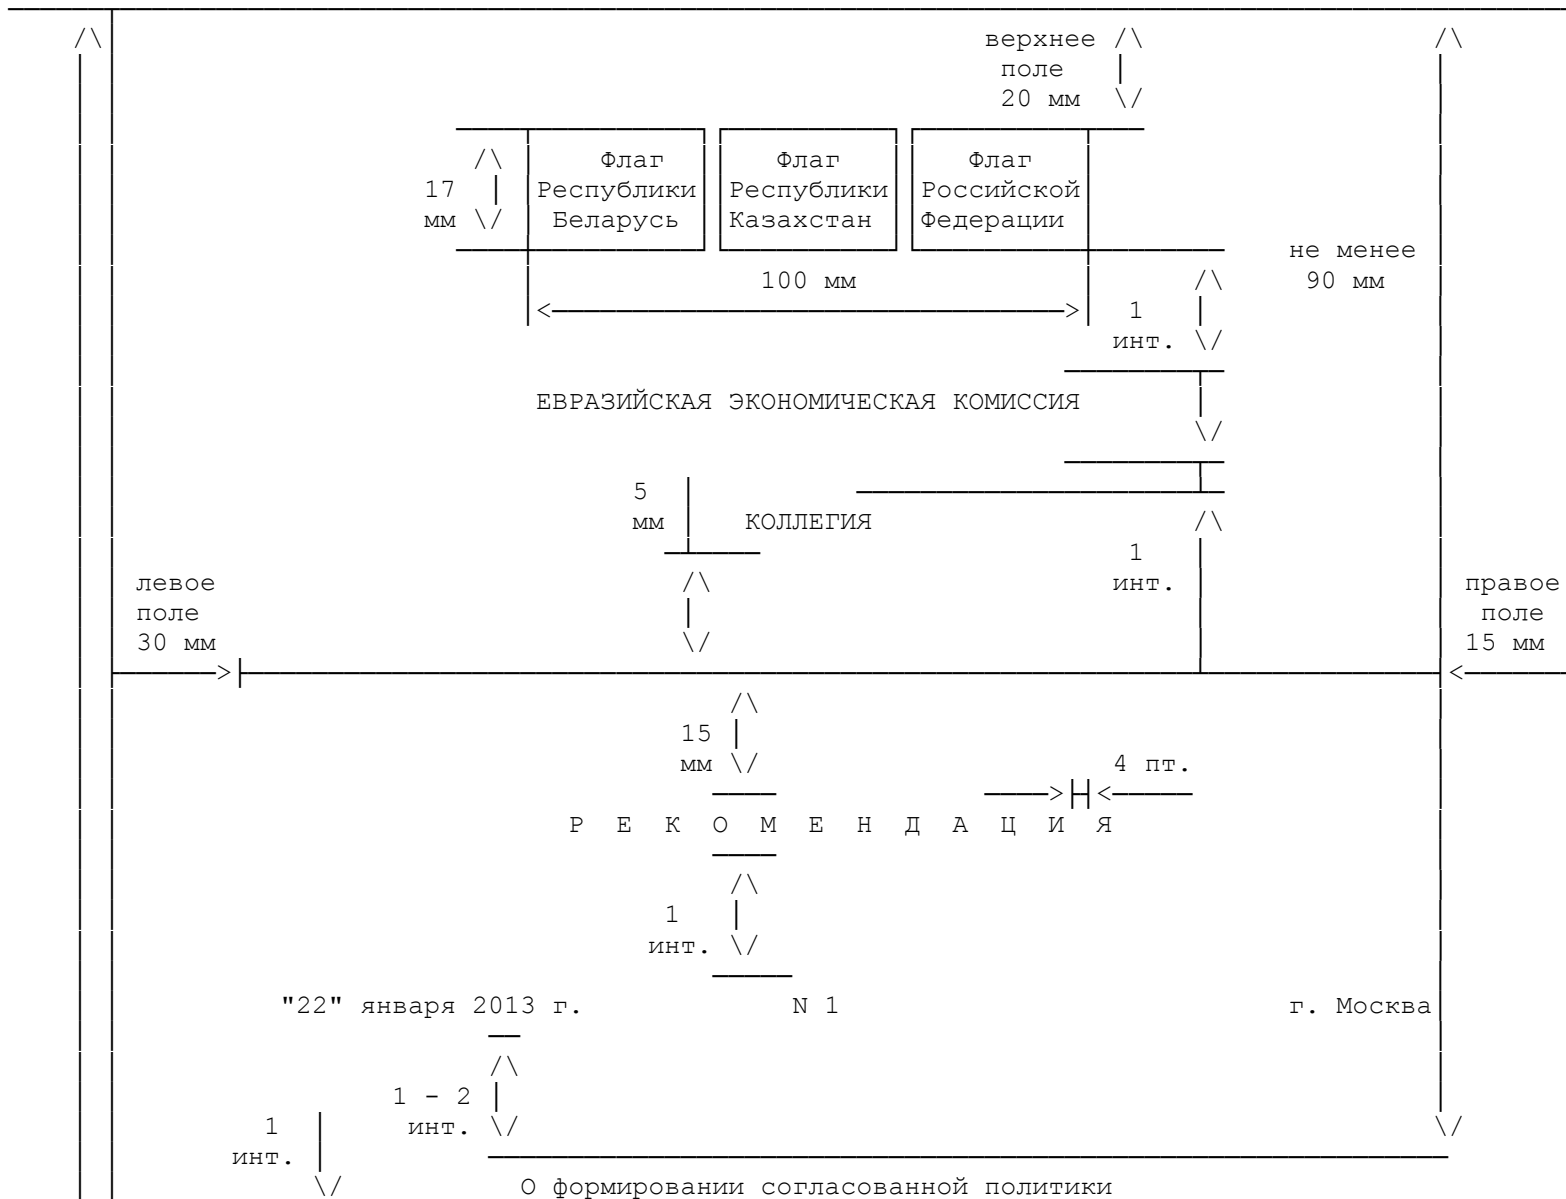 верхнее
поле
20 мм
Флаг Флаг Флаг
17 Республики Республики Российской
мм Беларусь Казахстан Федерации
не менее
100 мм 90 мм
1
инт.
ЕВРАЗИЙСКАЯ ЭКОНОМИЧЕСКАЯ КОМИССИЯ
5
мм КОЛЛЕГИЯ
1
левое инт. правое
поле поле
30 мм 15 мм
15
мм 4 пт.
Р Е К О М Е Н Д А Ц И Я
1
инт.
"22" января 2013 г. N 1 г. Москва
1 - 2
1 инт.
инт.
О формировании согласованной политики